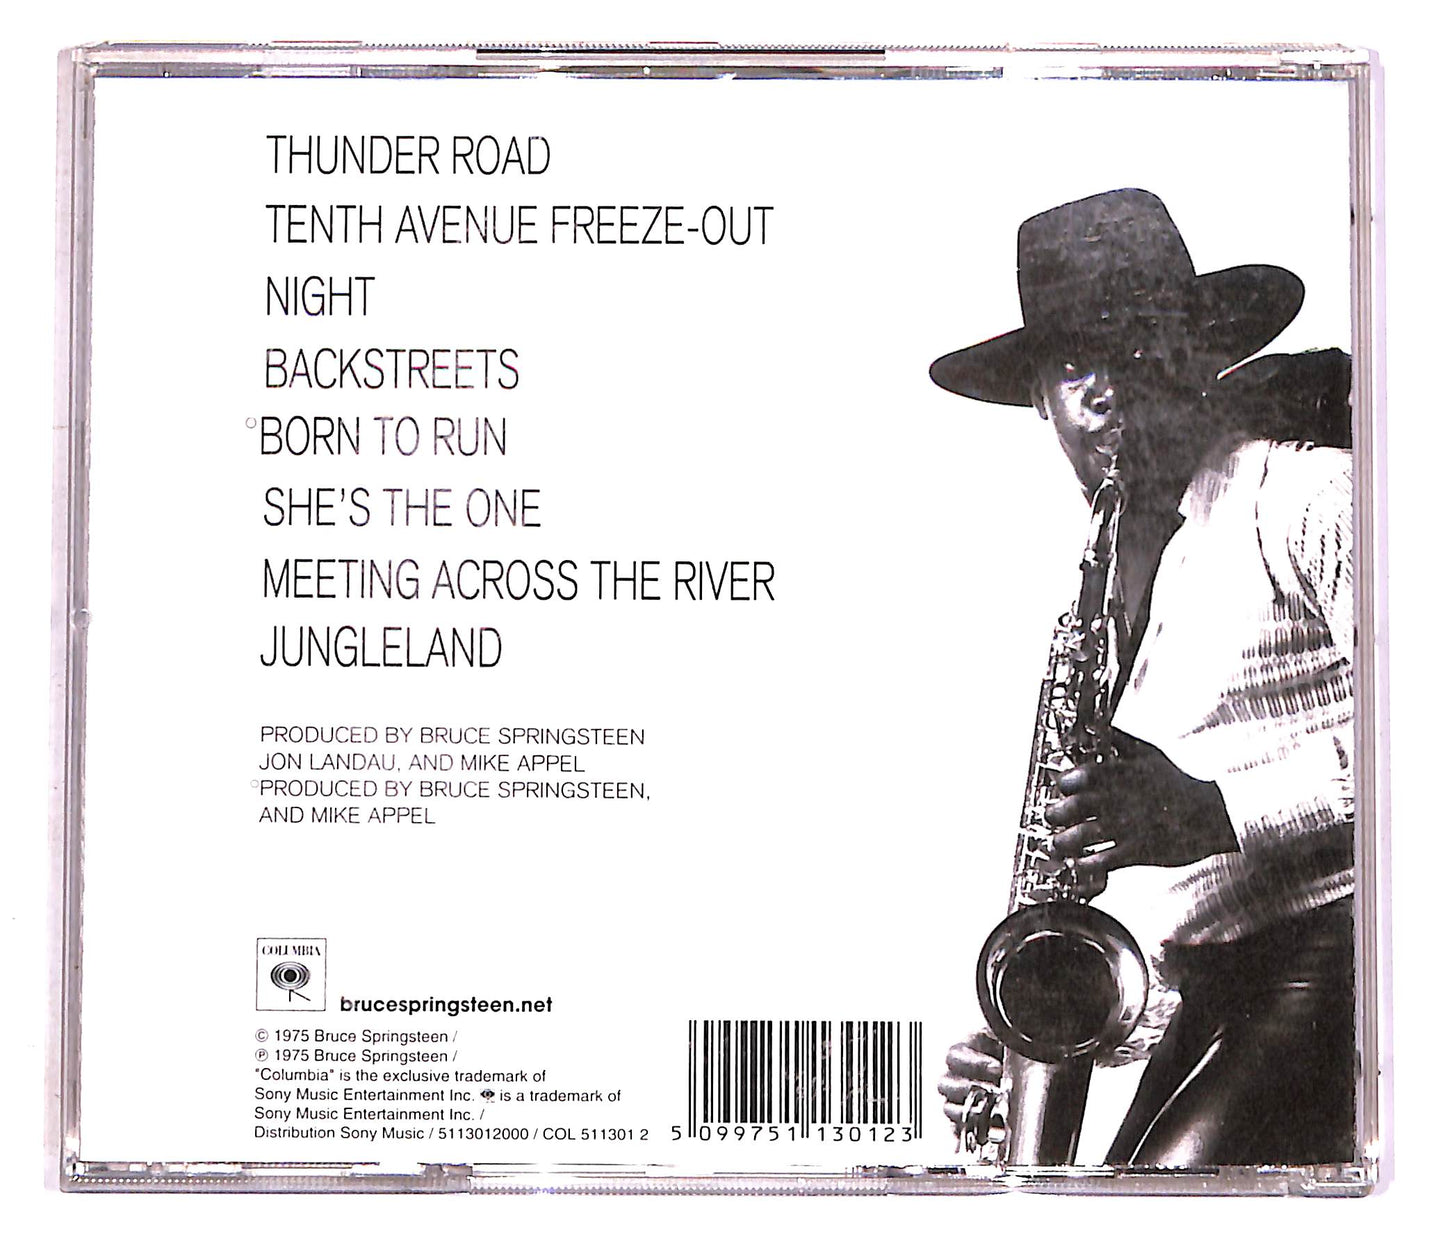 THUNDER ROAD
TENTH AVENUE FREEZE-OUT
NIGHT
BACKSTREETS
°BORN TO RUN
SHE'S THE ONE
MEETING ACROSS THE RIVER
JUNGLELAND
PRODUCED BY BRUCE SPRINGSTEEN
JON LANDAU, AND MIKE APPEL
°PRODUCED BY BRUCE SPRINGSTEEN,
AND MIKE APPEL
COLUMBIA
brucespringsteen.net
© 1975 Bruce Springsteen /
℗ 1975 Bruce Springsteen /
"Columbia" is the exclusive trademark of
Sony Music Entertainment Inc. is a trademark of
Sony Music Entertainment Inc. /
Distribution Sony Music / 5113012000 / COL 511301 2
5 099751 130123